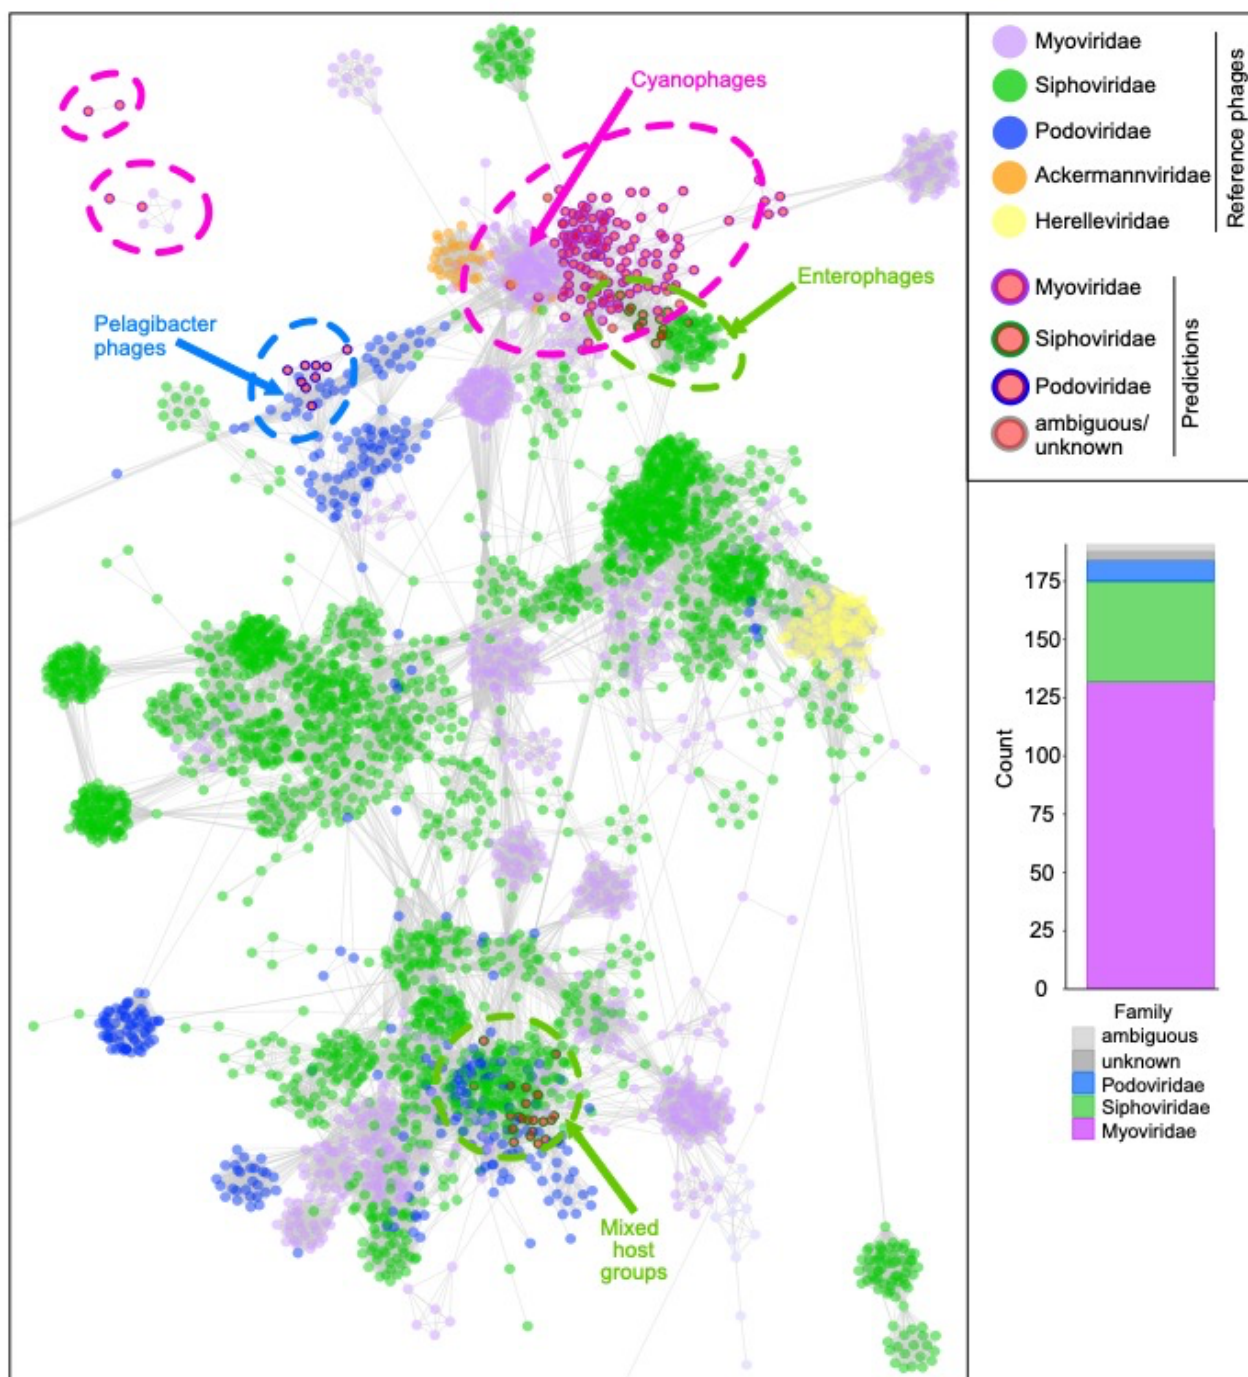 Cyanophages
Enterophages
Pelagibacter
phages
Mixed
host
groups
Myoviridae
Siphoviridae
Podoviridae
Ackermannviridae
Herelleviridae
Reference phages
Myoviridae
Siphoviridae
Podoviridae
ambiguous/
unknown
Predictions
175
150
125
100
75
50
25
0
Count
Family
ambiguous
unknown
Podoviridae
Siphoviridae
Myoviridae